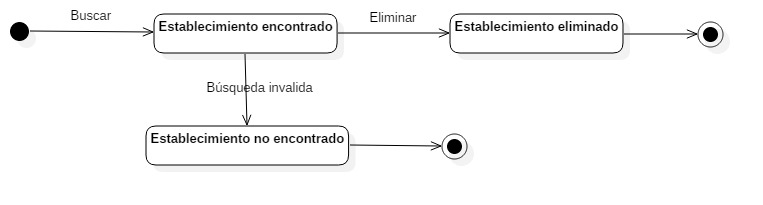 Buscar
Establecimiento encontrado
Eliminar
Establecimiento eliminado
Búsqueda invalida
Establecimiento no encontrado